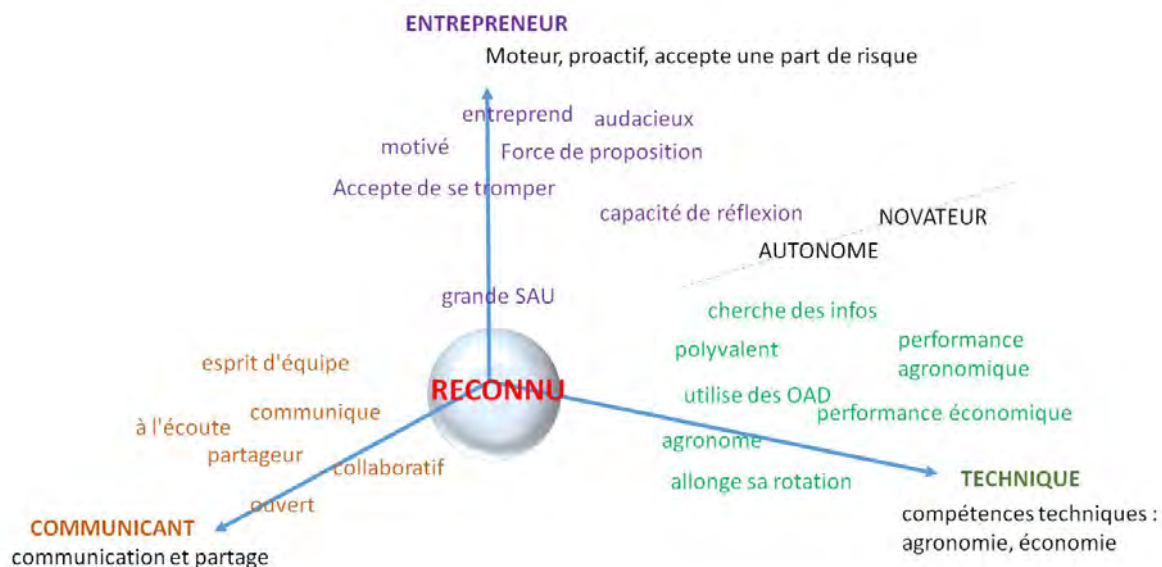 ENTREPRENEUR
Moteur, proactif, accepte une part de risque
entreprend
audacieux
motivé
Force de proposition
Accepte de se tromper
capacité de réflexion
NOVATEUR
AUTONOME
grande SAU
cherche des infos
performance
agronomique
polyvalent
esprit d'équipe
RECONNU
utilise des OAD
performance économique
communique
à l'écoute
agronome
partageur
collaboratif
allonge sa rotation
ouvert
TECHNIQUE
compétences techniques :
agronomie, économie
COMMUNICANT
communication et partage